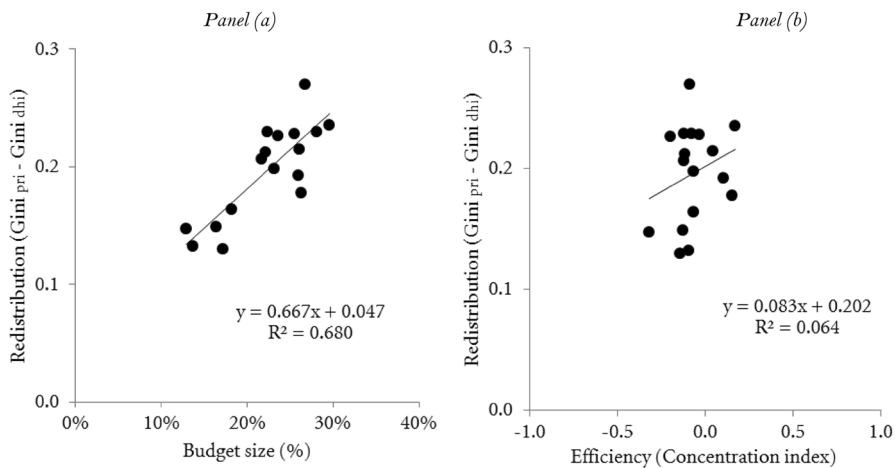 Panel (a)
Redistribution (Gini pri - Gini dhi)
0.3
0.2
0.1
0.0
y = 0.667x + 0.047
R² = 0.680
0%
10%
20%
30%
40%
Budget size (%)
Panel (b)
Redistribution (Gini pri - Gini dhi)
0.3
0.2
0.1
0.0
y = 0.083x + 0.202
R² = 0.064
-1.0
-0.5
0.0
0.5
1.0
Efficiency (Concentration index)